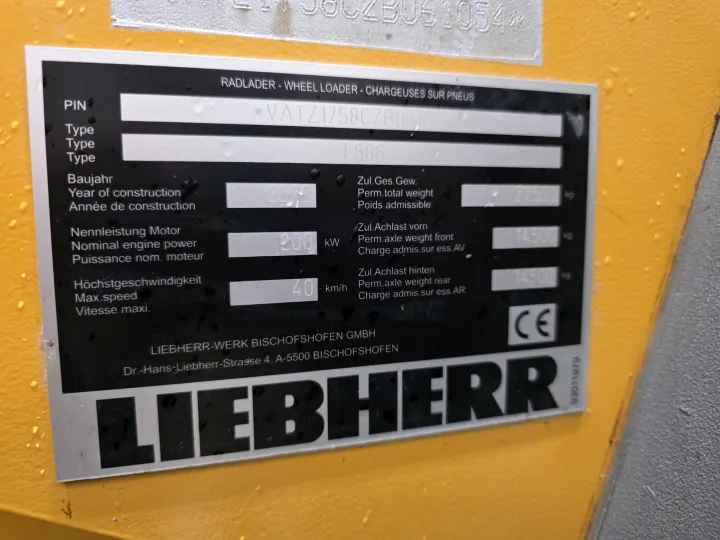 RADLADER - WHEEL LOADER - CHARGEUSES SUR PNEUS
PIN
Type
Type
Type L566
Baujahr
Year of construction
Année de construction
Zul.Ges.Gew.
Perm.total weight kg
Poids admissible
Nennleistung Motor
Nominal engine power 200 kW
Puissance nom. moteur
Zul.Achlast vorn
Perm.axle weight front 14500 kg
Charge admis.sur ess.AV
Höchstgeschwindigkeit
Max.speed 40 km/h
Vitesse maxi.
Zul.Achlast hinten
Perm.axle weight rear 14500 kg
Charge admis.sur ess.AR
CE
LIEBHERR-WERK BISCHOFSHOFEN GMBH
Dr.-Hans-Liebherr-Strasse 4, A-5500 BISCHOFSHOFEN
LIEBHERR
93011979